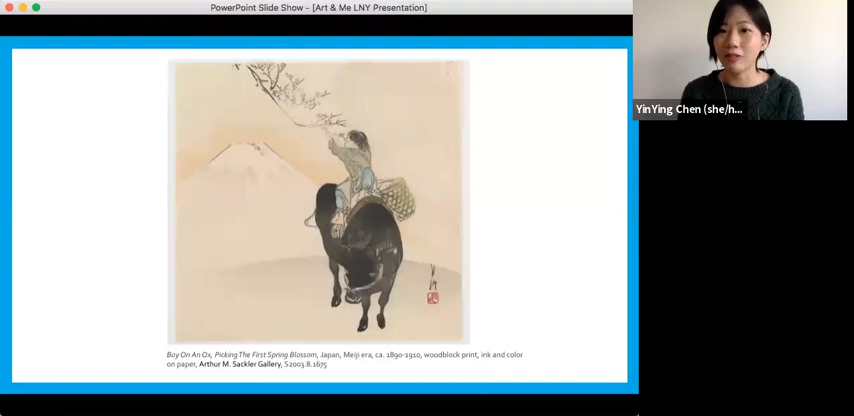 PowerPoint Slide Show - [Art & Me LNY Presentation]
YinYing Chen (she/h...
Boy On An Ox, Picking The First Spring Blossom, Japan, Meiji era, ca. 1890-1910, woodblock print, ink and color
on paper, Arthur M. Sackler Gallery, S2003.8.1675